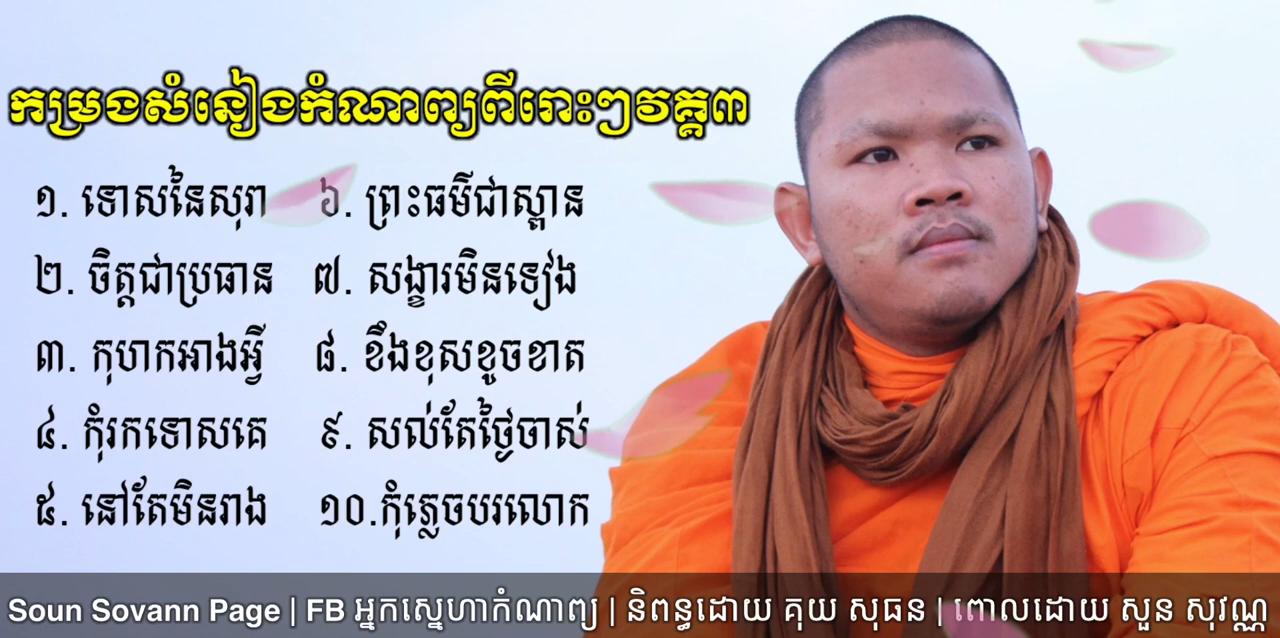 កម្រងសំនៀងកំណាព្យពីរោះៗវគ្គ៣
១. ទោសនៃសុរា
២. ចិត្តជាប្រធាន
៣. កុហកអាងអ្វី
៤. កុំរកទោសគេ
៥. នៅតែមិនរាង
៦. ព្រះធម៌ជាស្ពាន
៧. សង្ខារមិនទៀង
៨. ខឹងខុសខូចខាត
៩. សល់តែថ្ងៃចាស់
១០.កុំភ្លេចបរលោក
Soun Sovann Page | FB អ្នកស្នេហាកំណាព្យ | និពន្ធដោយ គុយ សុធន | ពោលដោយ សួន សុវណ្ណ